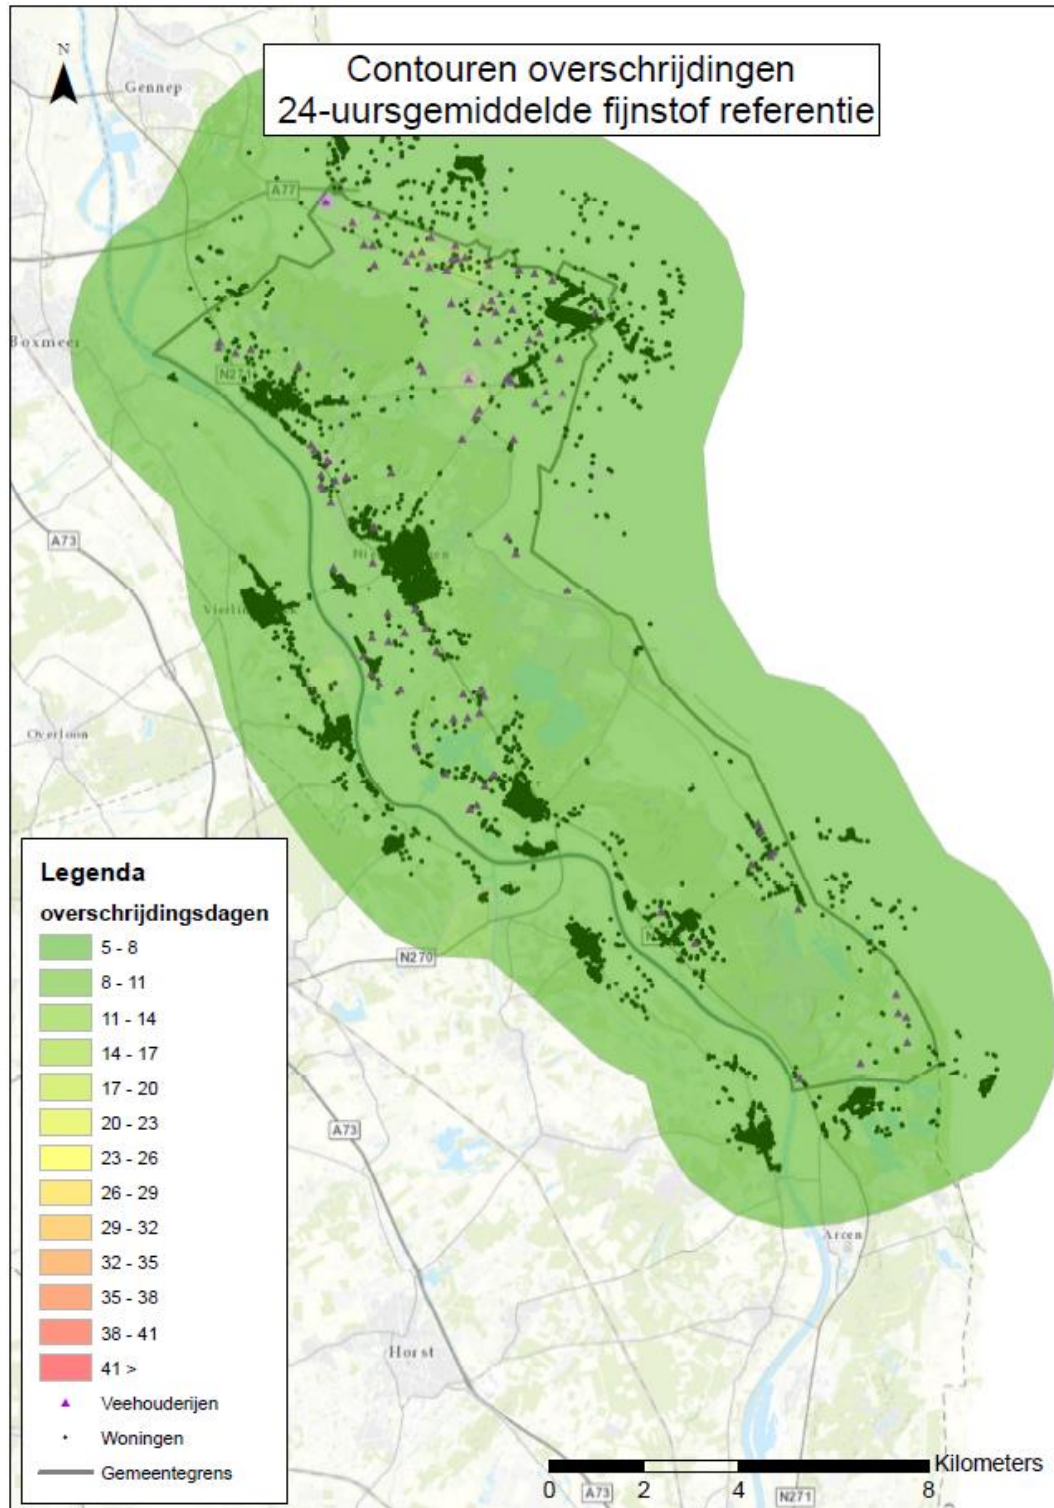 Contouren overschrijdingen
24-uursgemiddelde fijnstof referentie
N
Gennep
A77
Boxmeer
N271
A73
Overloon
N270
A73
Horst
Arcen
Legenda
overschrijdingsdagen
5 - 8
8 - 11
11 - 14
14 - 17
17 - 20
20 - 23
23 - 26
26 - 29
29 - 32
32 - 35
35 - 38
38 - 41
41 >
Veehouderijen
Woningen
Gemeentegrens
Kilometers
0 2 4 8
A73
N271